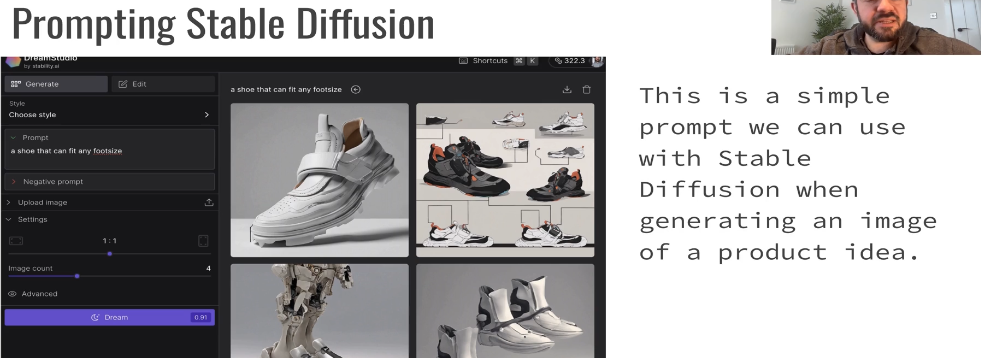 Prompting Stable Diffusion
DreamStudio
by stability.ai
Shortcuts ⌘ K
322.3
Generate
Edit
Style
Choose style
Prompt
a shoe that can fit any footsize
Negative prompt
Upload image
Settings
1 : 1
Image count 4
Advanced
Dream 0.91
a shoe that can fit any footsize
This is a simple
prompt we can use
with Stable
Diffusion when
generating an image
of a product idea.